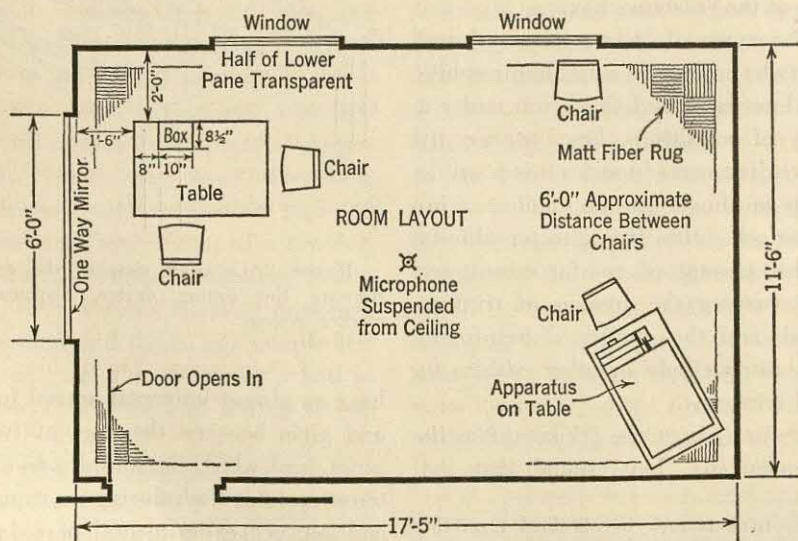 Window
Window
Half of Lower
Pane Transparent
2'-0"
Box
8½"
1'-6"
8"
10"
Table
Chair
Chair
Chair
Matt Fiber Rug
6'-0"
One Way Mirror
ROOM LAYOUT
6'-0" Approximate
Distance Between
Chairs
11'-6"
Microphone
Suspended
from Ceiling
Chair
Door Opens In
Apparatus
on Table
17'-5"